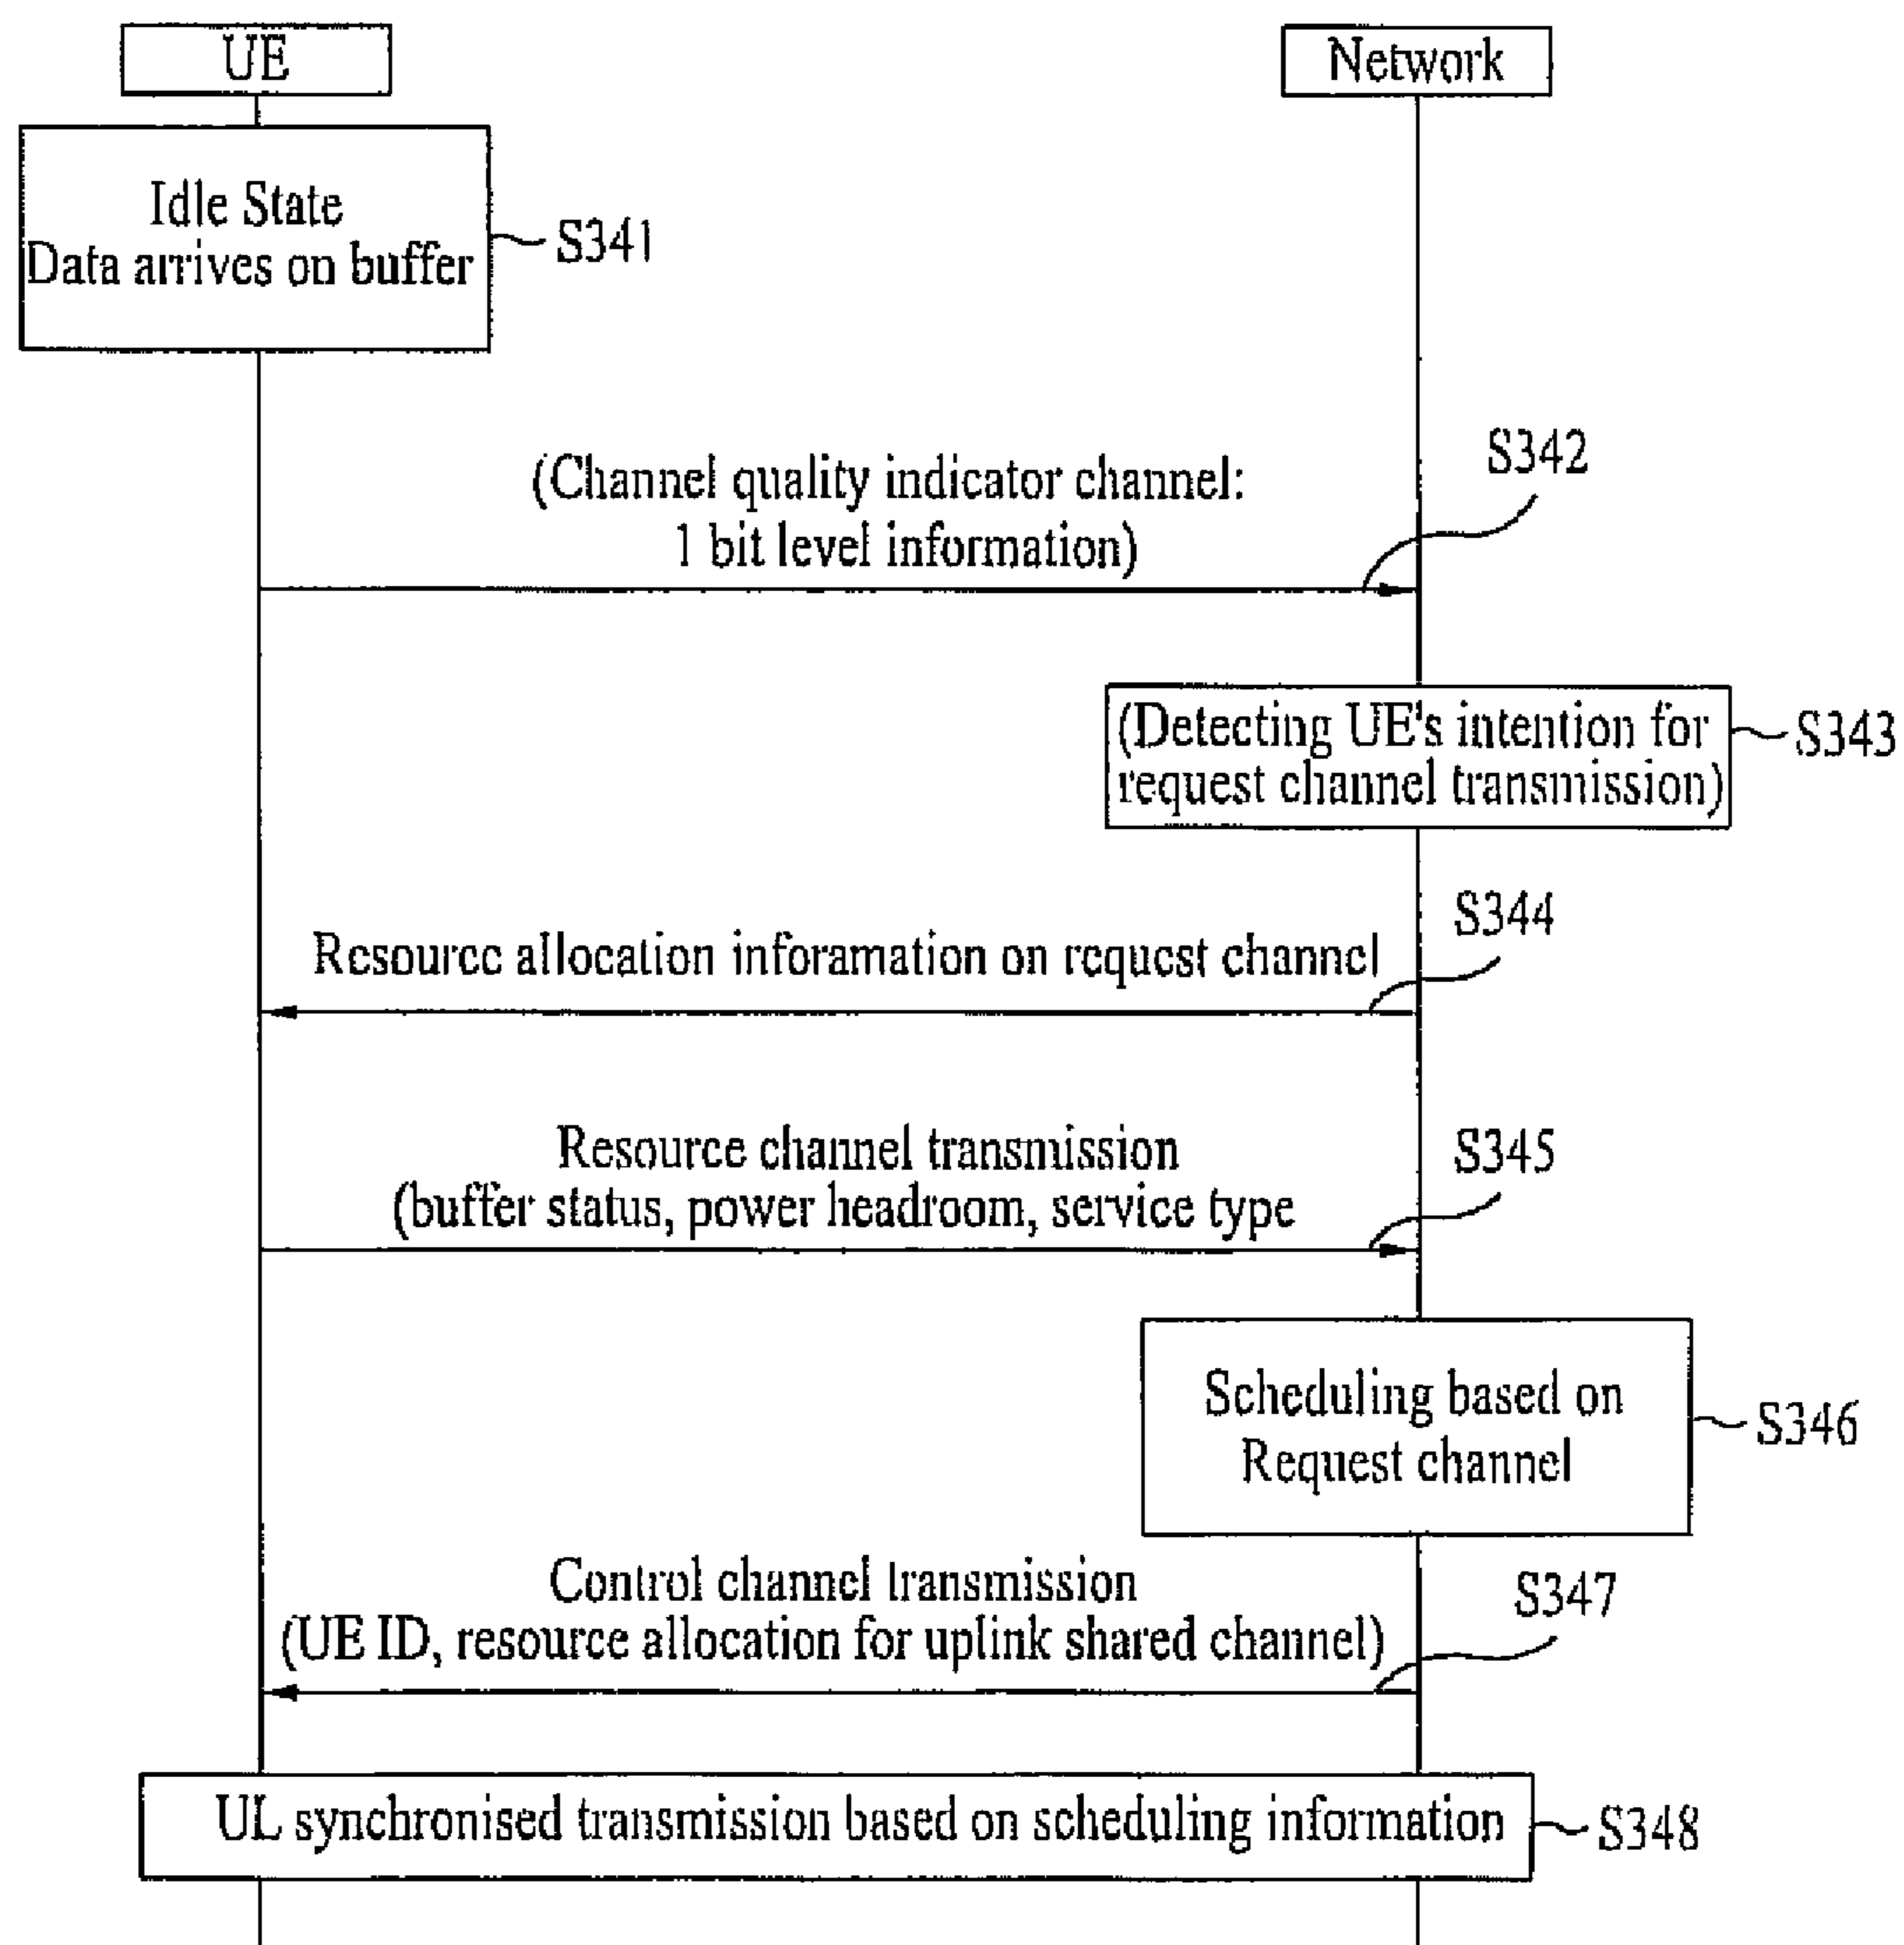 UE
Network
Idle State
Data arrives on buffer
S341
S342
(Channel quality indicator channel:
1 bit level information)
(Detecting UE's intention for
request channel transmission)
S343
S344
Resource allocation inforamation on request channel
Resource channel transmission
(buffer status, power headroom, service type
S345
Scheduling based on
Request channel
S346
Control channel transmission
(UE ID, resource allocation for uplink shared channel)
S347
UL synchronised transmission based on scheduling information
S348